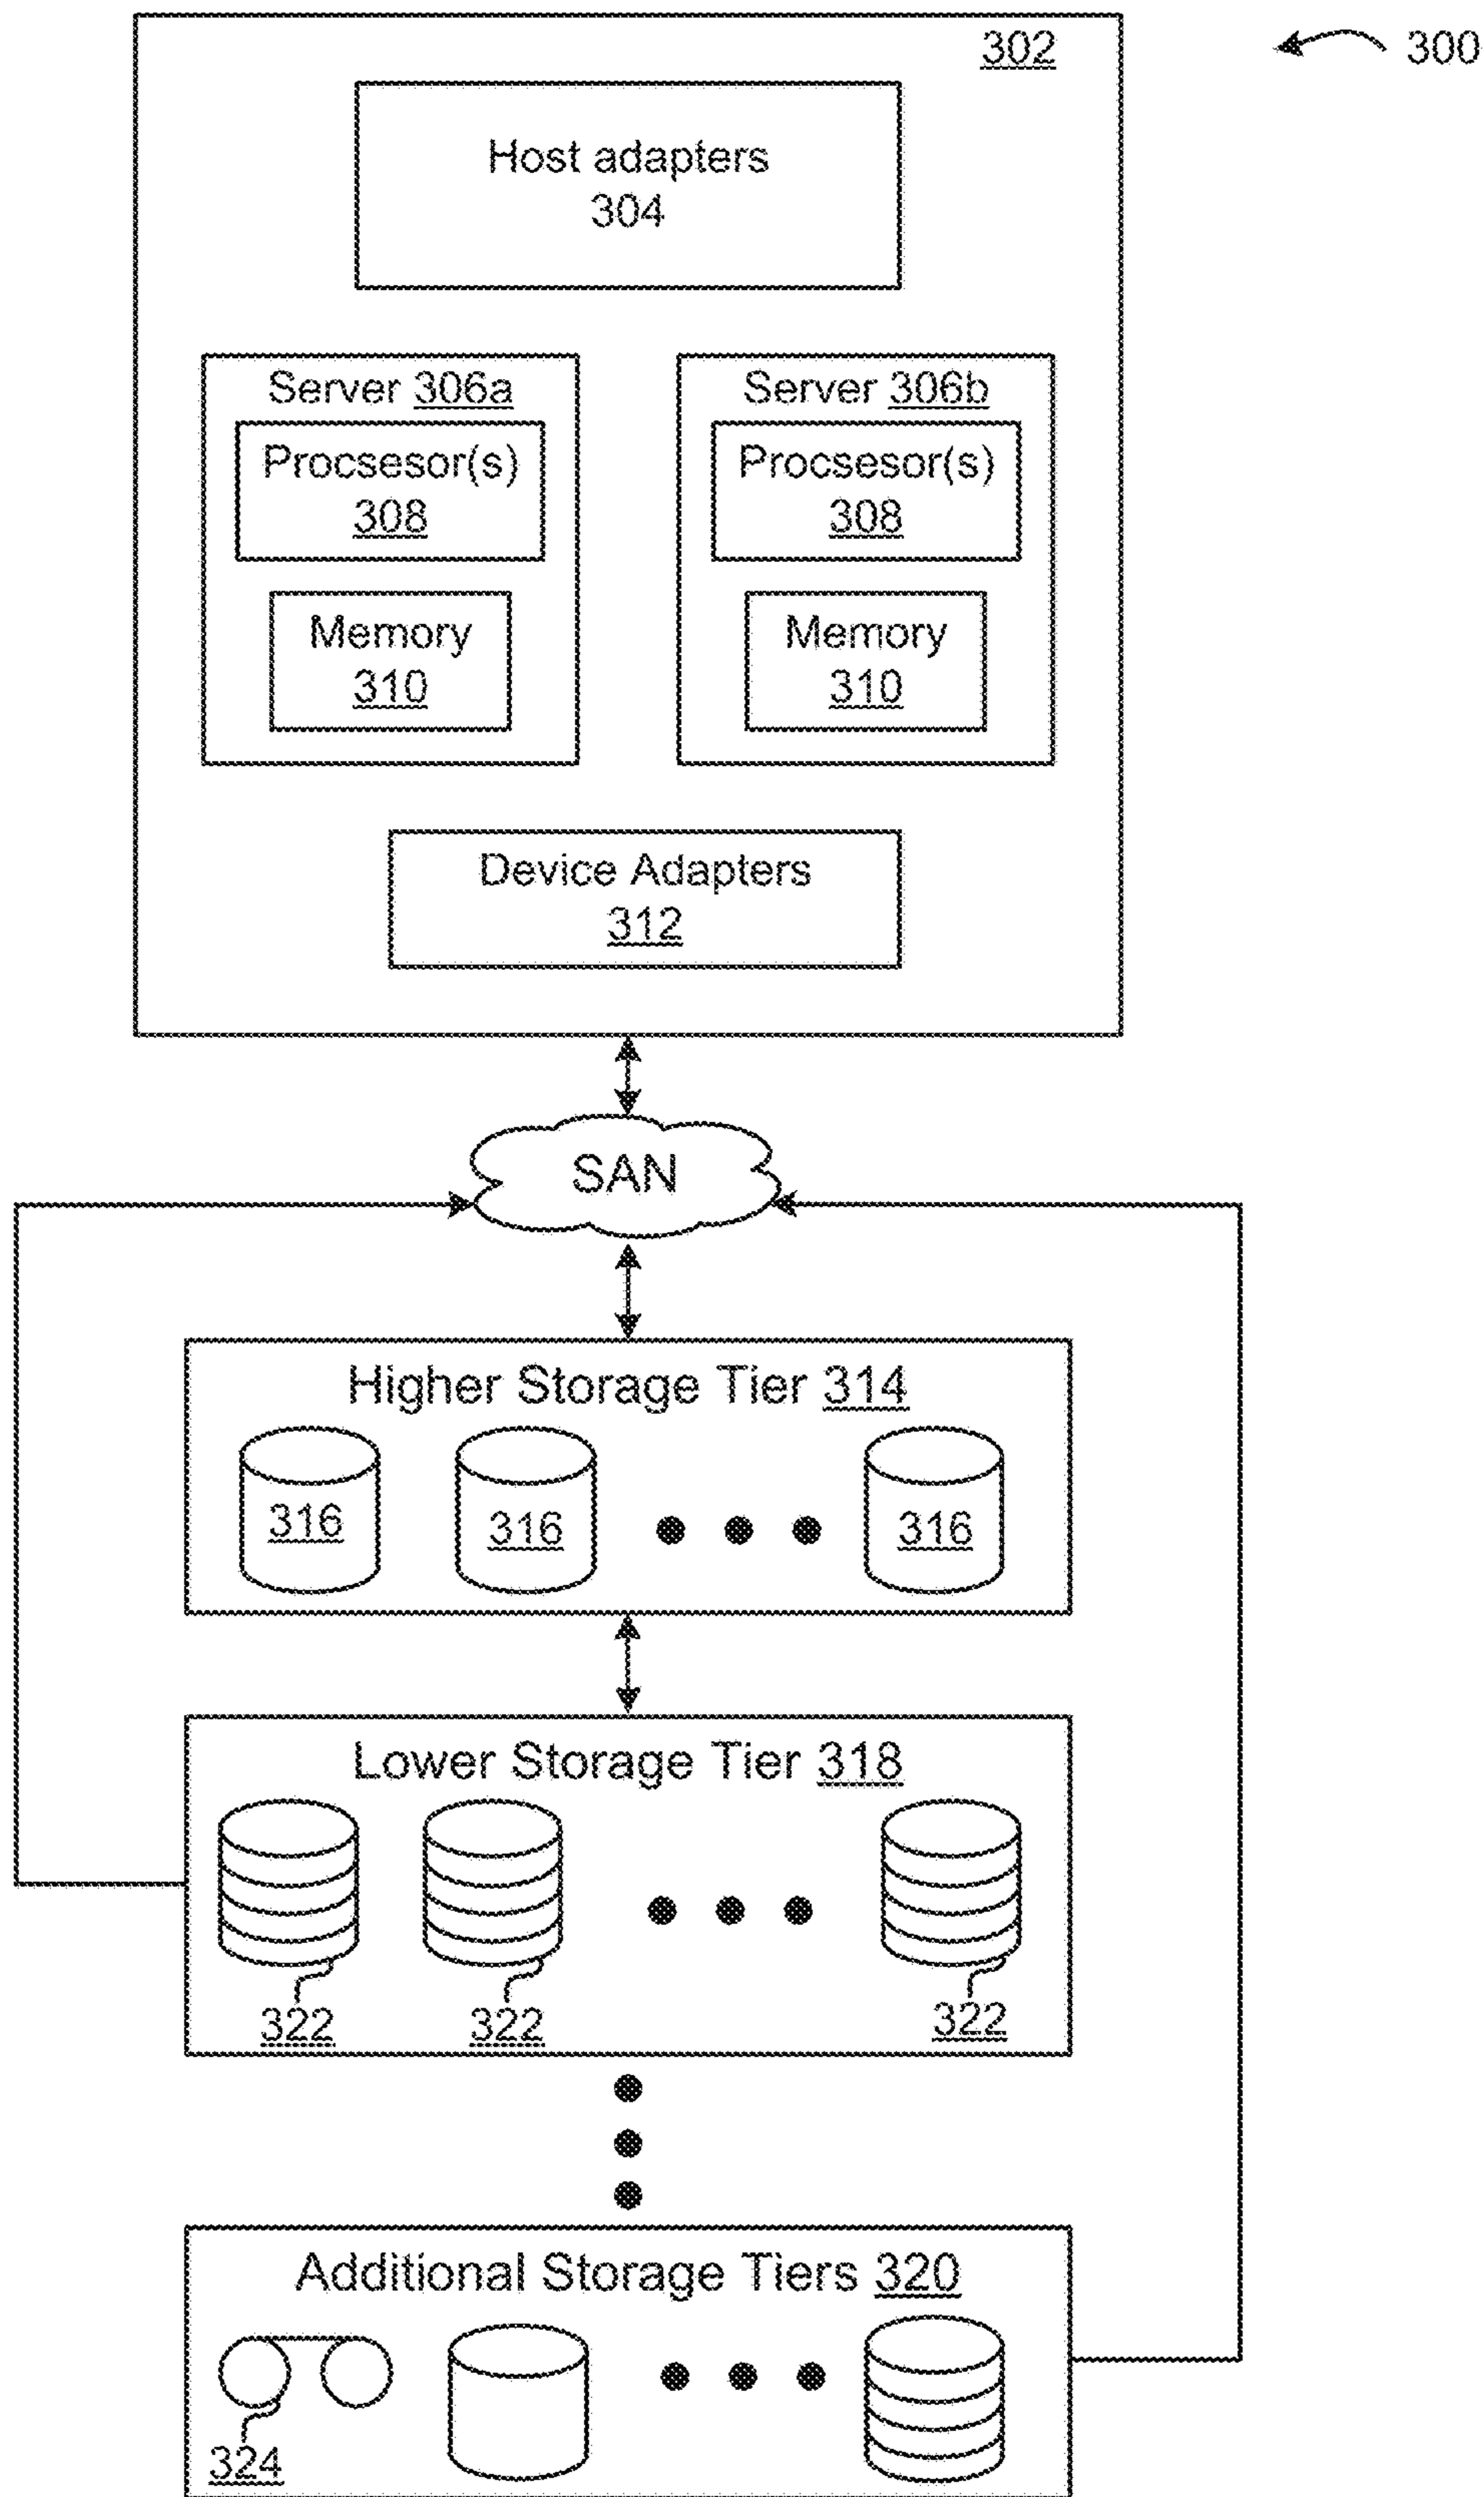 302
300
Host adapters
304
Server 306a
Server 306b
Procsesor(s)
308
Procsesor(s)
308
Memory
310
Memory
310
Device Adapters
312
SAN
Higher Storage Tier 314
316
316
316
Lower Storage Tier 318
322
322
322
Additional Storage Tiers 320
324